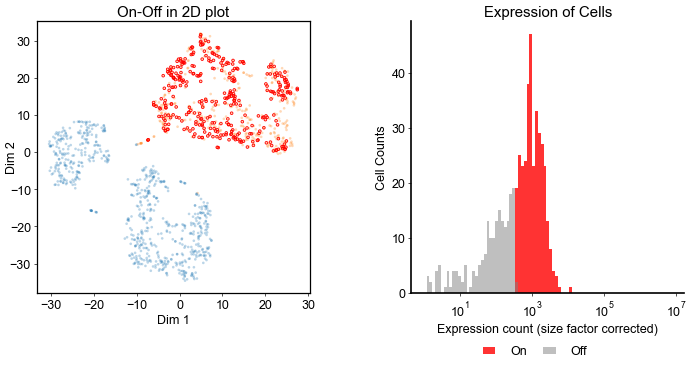 On-Off in 2D plot
Dim 2
30
20
10
0
−10
−20
−30
−30 −20 −10 0 10 20 30
Dim 1
Expression of Cells
Cell Counts
40
30
20
10
0
10^1 10^3 10^5 10^7
Expression count (size factor corrected)
On Off